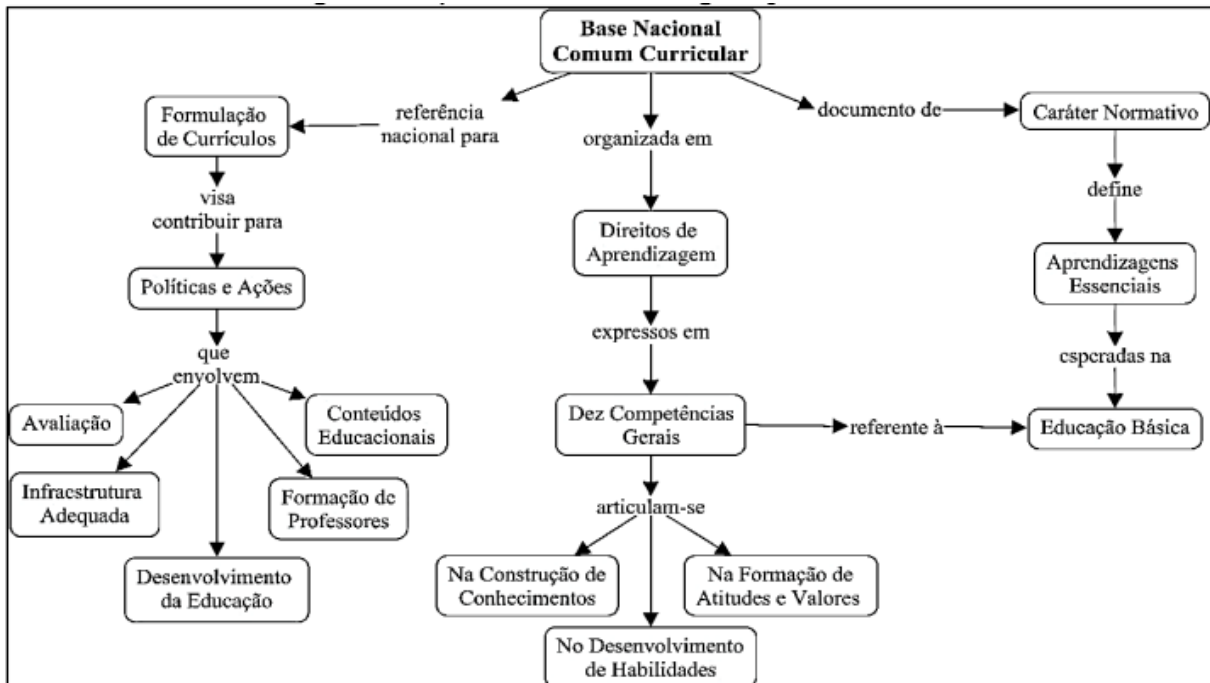 Base Nacional
Comum Curricular
referência
nacional para
Formulação
de Currículos
visa
contribuir para
Políticas e Ações
que
envolvem
Avaliação
Infraestrutura
Adequada
Desenvolvimento
da Educação
Formação de
Professores
Conteúdos
Educacionais
organizada em
Direitos de
Aprendizagem
expressos em
Dez Competências
Gerais
referente à
articulam-se
Na Construção de
Conhecimentos
No Desenvolvimento
de Habilidades
Na Formação de
Atitudes e Valores
documento de
Caráter Normativo
define
Aprendizagens
Essenciais
esperadas na
Educação Básica